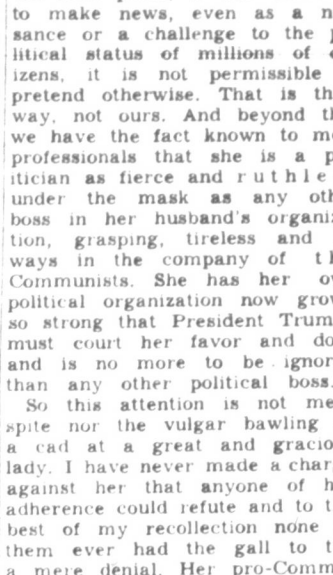 to make news, even as a n
sance or a challenge to the
litical status of millions of
izens, it is not permissible
pretend otherwise. That is th
way, not ours. And beyond t
we have the fact known to m
professionals that she is a p
itician as fierce and ruthle
under the mask as any oth
boss in her husband's organi
tion, grasping, tireless and
ways in the company of t
Communists. She has her o
political organization now grow
so strong that President Trum
must court her favor and do
and is no more to be ignor
than any other political boss.
So this attention is not me
spite nor the vulgar bawling
a cad at a great and gracio
lady. I have never made a char
against her that anyone of h
adherence could refute and to t
best of my recollection none
them ever had the gall to t
a mere denial. Her pro-Comm